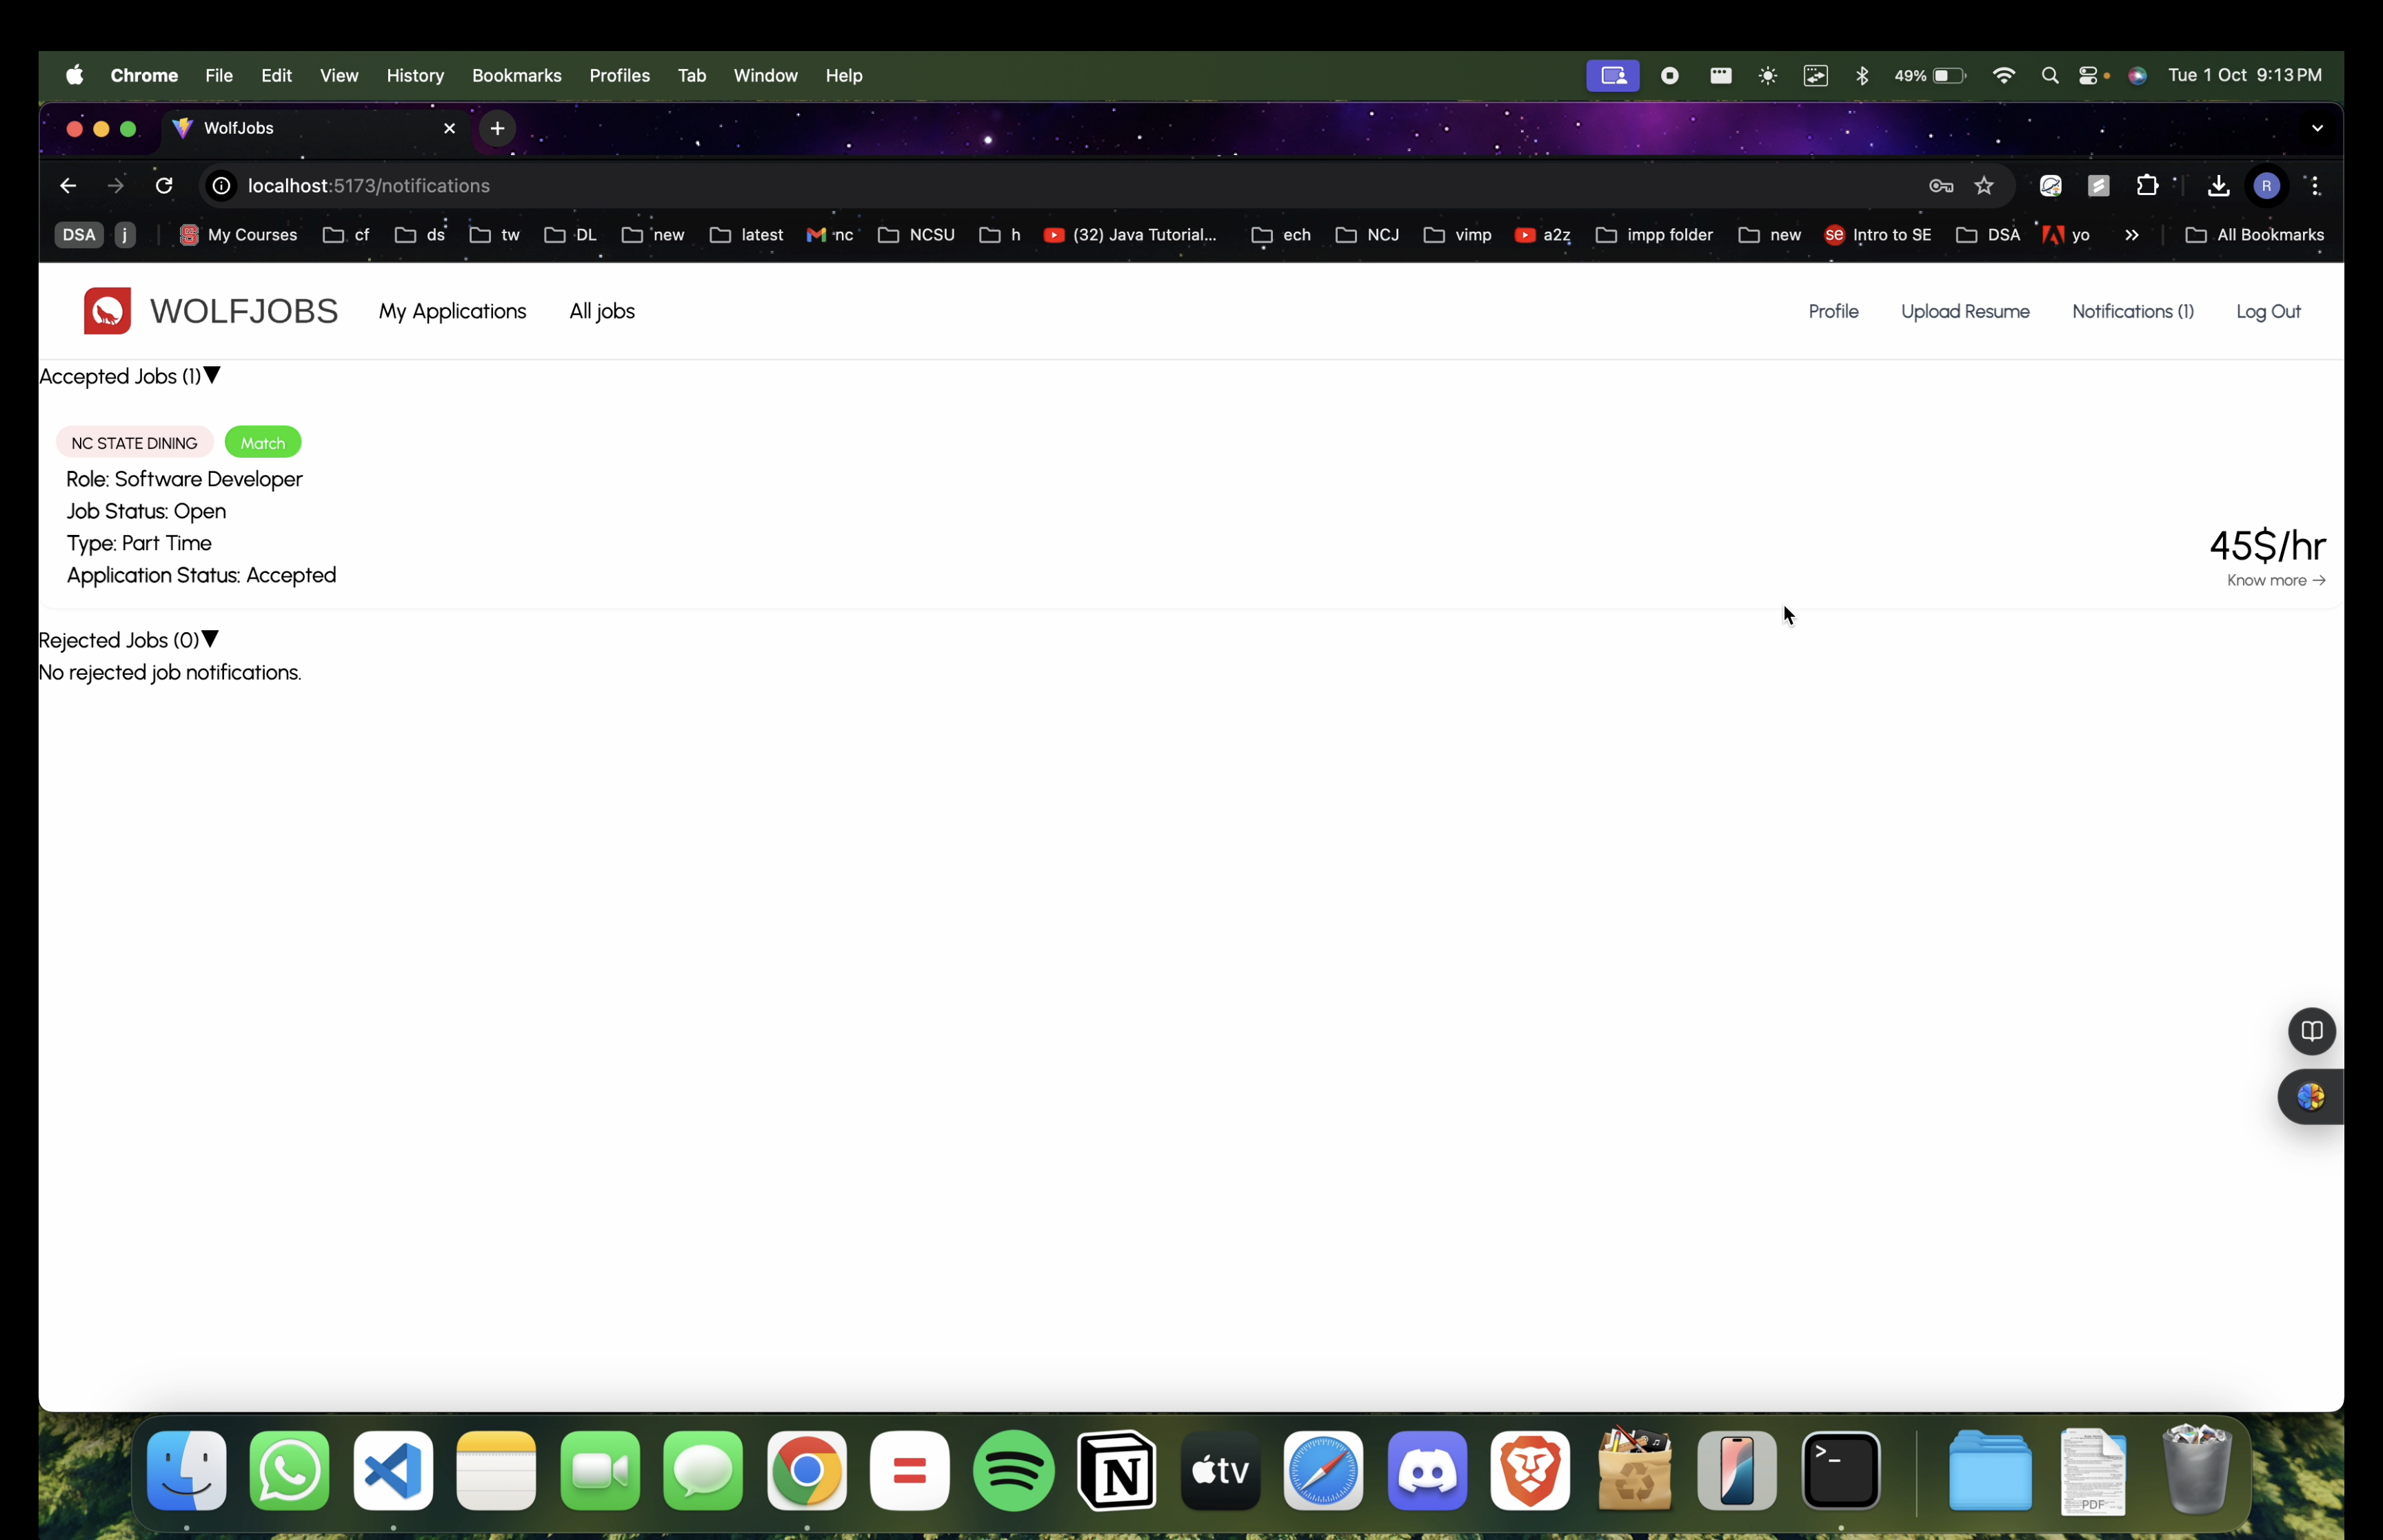 Chrome File Edit View History Bookmarks Profiles Tab Window Help 49% Tue 1 Oct 9:13 PM
WolfJobs
localhost:5173/notifications R
DSA j My Courses cf ds tw DL new latest nc NCSU h (32) Java Tutorial... ech NCJ vimp a2z impp folder new se Intro to SE DSA yo All Bookmarks
WOLFJOBS My Applications All jobs Profile Upload Resume Notifications (1) Log Out
Accepted Jobs (1)▼
NC STATE DINING Match
Role: Software Developer
Job Status: Open
Type: Part Time
45$/hr
Application Status: Accepted
Know more →
Rejected Jobs (0)▼
No rejected job notifications.
N tv >_ PDF